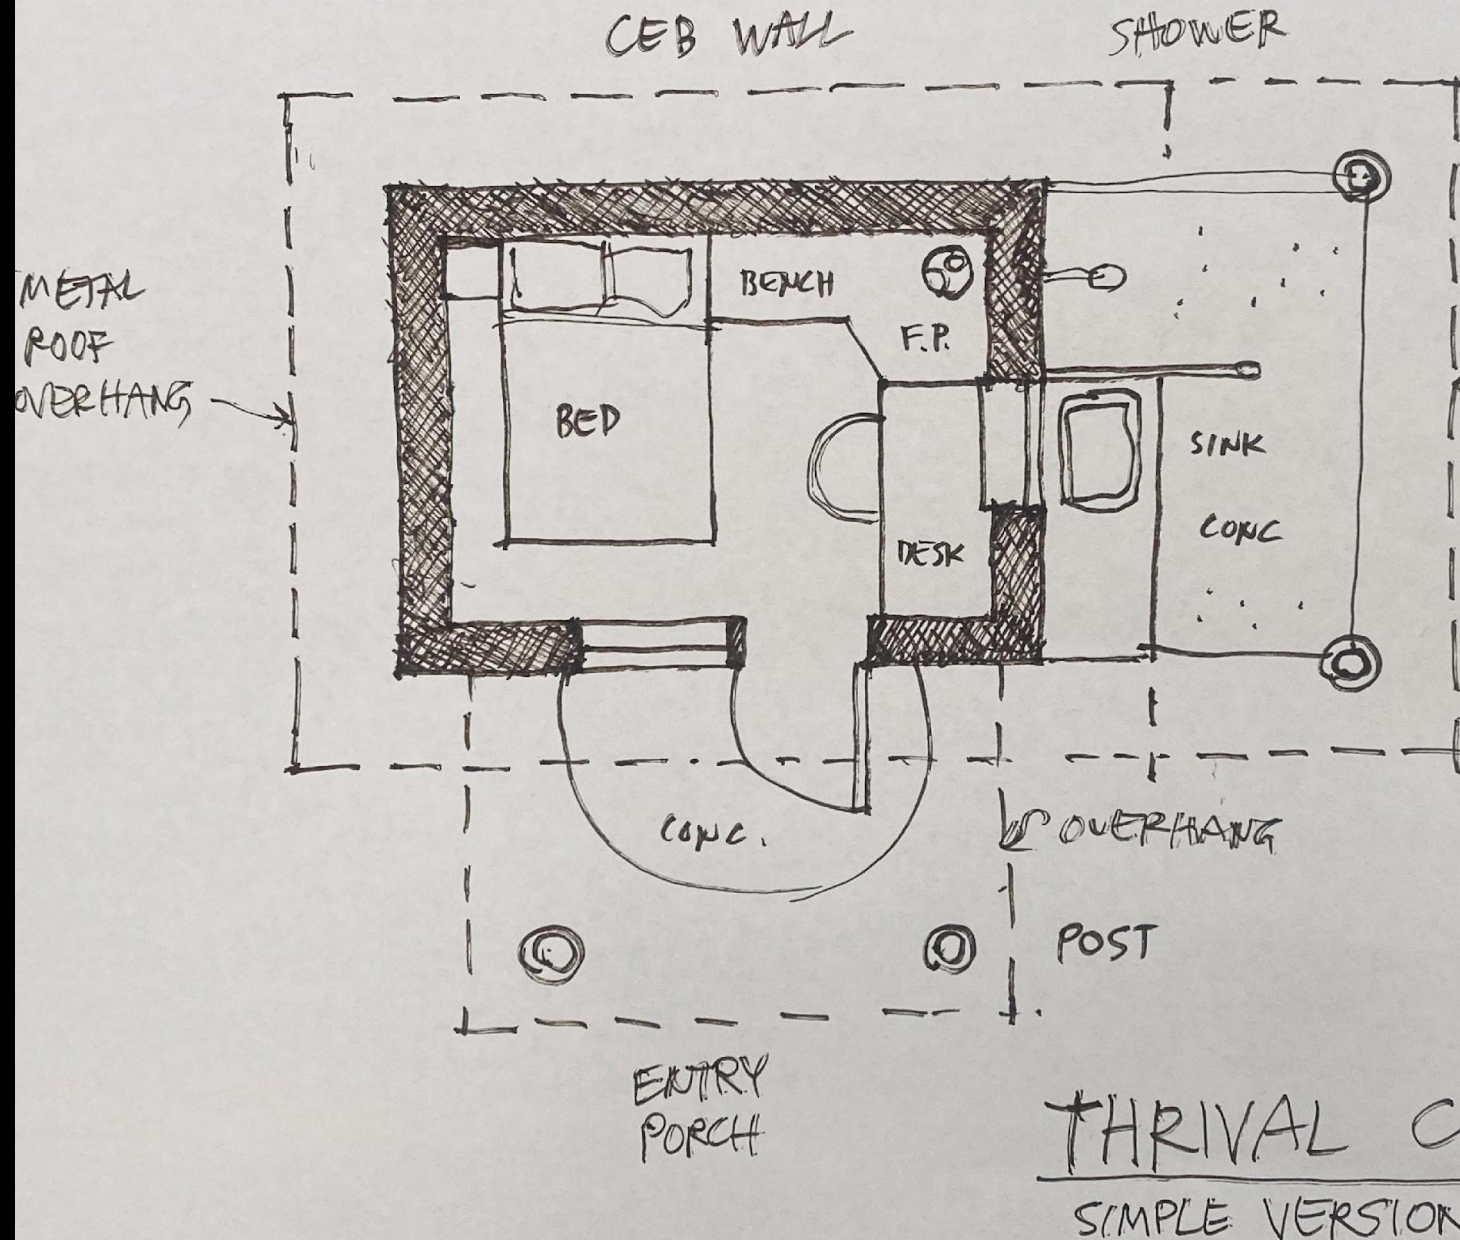 CEB WALL
SHOWER
METAL
ROOF
OVERHANG
BENCH
F.P.
BED
SINK
CONC
DESK
CONC.
OVERHANG
POST
ENTRY
PORCH
THRIVAL C
SIMPLE VERSION